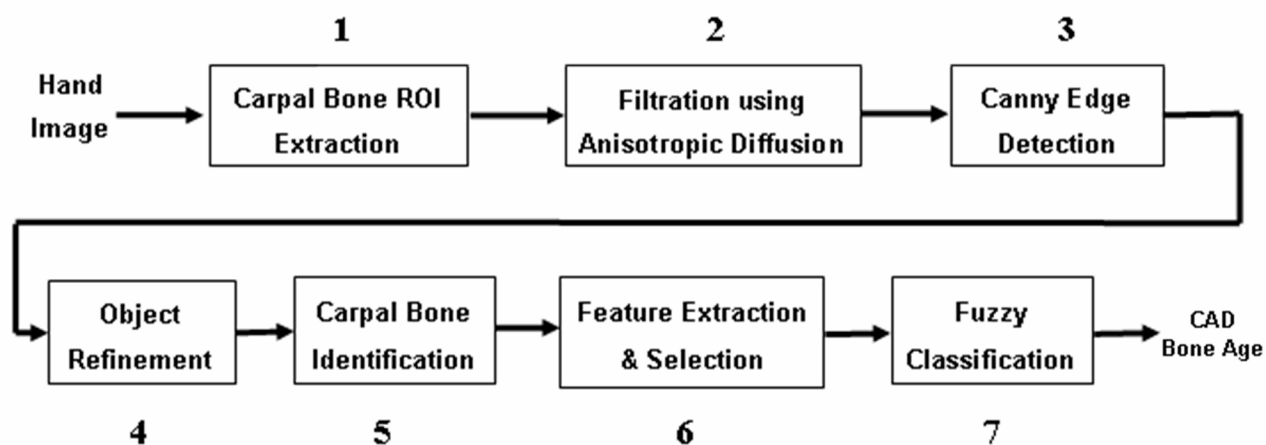 1
2
3
Hand
Image
Carpal Bone ROI
Extraction
Filtration using
Anisotropic Diffusion
Canny Edge
Detection
Object
Refinement
Carpal Bone
Identification
Feature Extraction
& Selection
Fuzzy
Classification
CAD
Bone Age
4
5
6
7